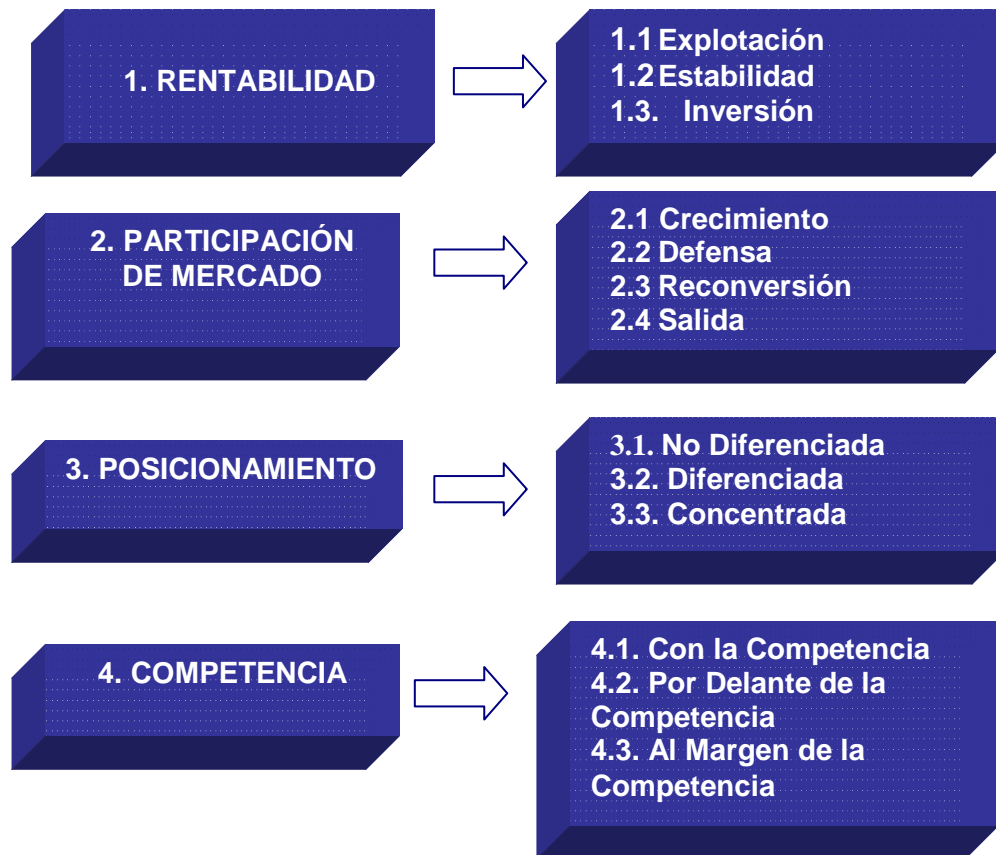 1. RENTABILIDAD
1.1 Explotación
1.2 Estabilidad
1.3. Inversión
2. PARTICIPACIÓN
DE MERCADO
2.1 Crecimiento
2.2 Defensa
2.3 Reconversión
2.4 Salida
3. POSICIONAMIENTO
3.1. No Diferenciada
3.2. Diferenciada
3.3. Concentrada
4. COMPETENCIA
4.1. Con la Competencia
4.2. Por Delante de la
Competencia
4.3. Al Margen de la
Competencia